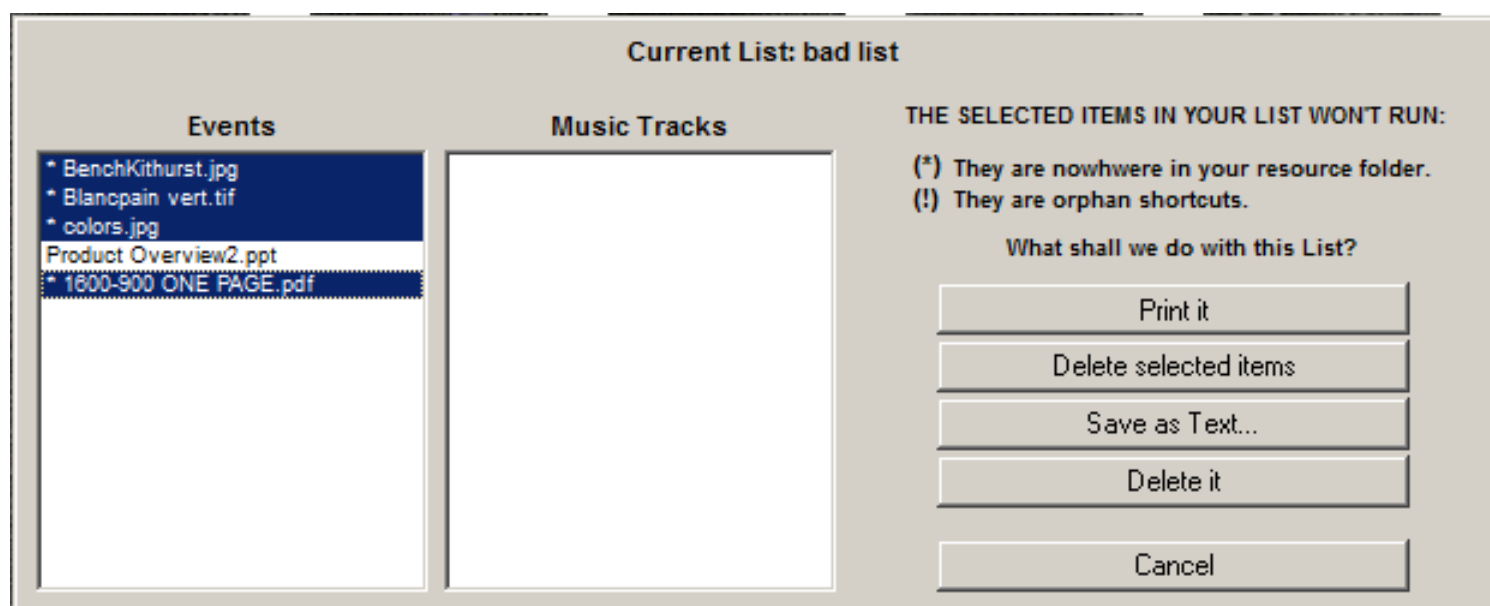 Current List: bad list
Events
* BenchKithurst.jpg
* Blancpain vert.tif
* colors.jpg
Product Overview2.ppt
* 1600-900 ONE PAGE.pdf
Music Tracks
THE SELECTED ITEMS IN YOUR LIST WON'T RUN:
(*) They are nowhwere in your resource folder.
(!) They are orphan shortcuts.
What shall we do with this List?
Print it
Delete selected items
Save as Text...
Delete it
Cancel